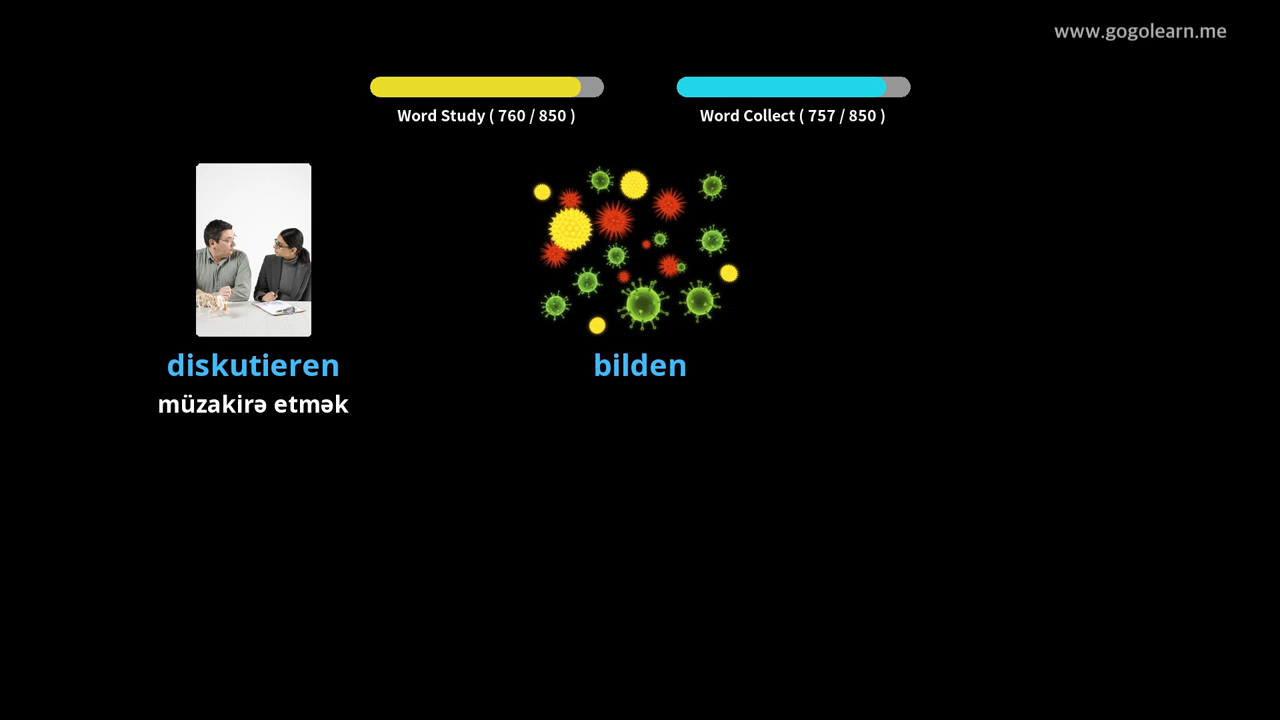 www.gogolearn.me
Word Study ( 760 / 850 )
Word Collect ( 757 / 850 )
diskutieren
müzakirə etmək
bilden